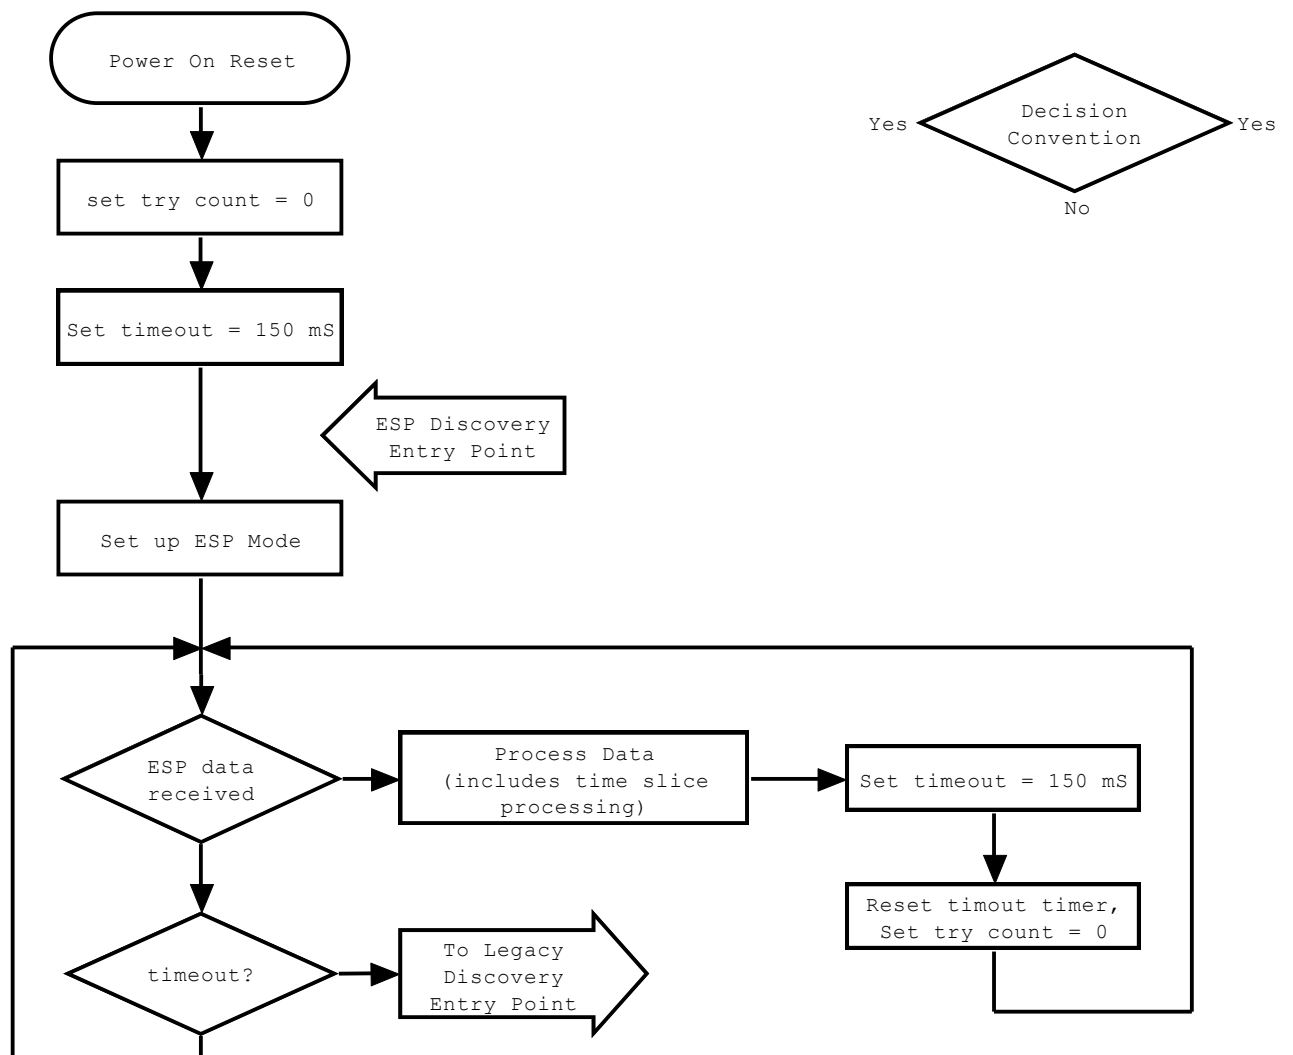 Power On Reset
Decision
Convention
Yes
Yes
No
set try count = 0
Set timeout = 150 mS
ESP Discovery
Entry Point
Set up ESP Mode
ESP data
received
Process Data
(includes time slice
processing)
Set timeout = 150 mS
Reset timout timer,
Set try count = 0
timeout?
To Legacy
Discovery
Entry Point